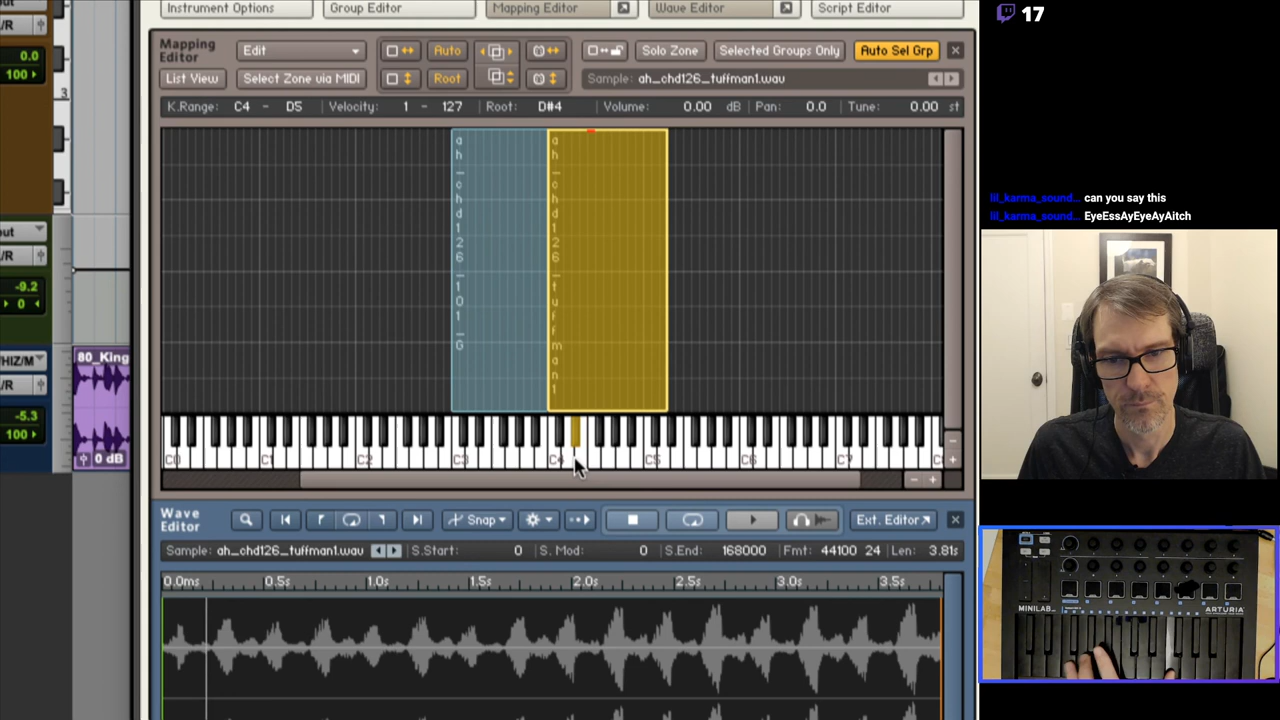 Instrument Options
Group Editor
Mapping Editor
Wave Editor
Script Editor
17
Mapping Editor
Edit
Auto
Solo Zone
Selected Groups Only
Auto Sel Grp
List View
Select Zone via MIDI
Root
Sample: ah_chd126_tuffman1.wav
K.Range: C4 - D5
Velocity: 1 - 127
Root: D#4
Volume: 0.00 dB
Pan: 0.0
Tune: 0.00 st
ah_chd126_101_G
ah_chd126_tuffman1
C0 C1 C2 C3 C4 C5 C6 C7
Wave Editor
Snap
Ext. Editor
Sample: ah_chd126_tuffman1.wav
S.Start: 0
S. Mod: 0
S.End: 168000
Fmt: 44100 24
Len: 3.81s
0.0ms 0.5s 1.0s 1.5s 2.0s 2.5s 3.0s 3.5s
/R
0.0
100
3
put
/R
-9.2
0
/HIZ/M
/R
-5.3
100
80_King
0 dB
lil_karma_sound... can you say this
lil_karma_sound... EyeEssAyEyeAyAitch
MINILAB
ARTURIA